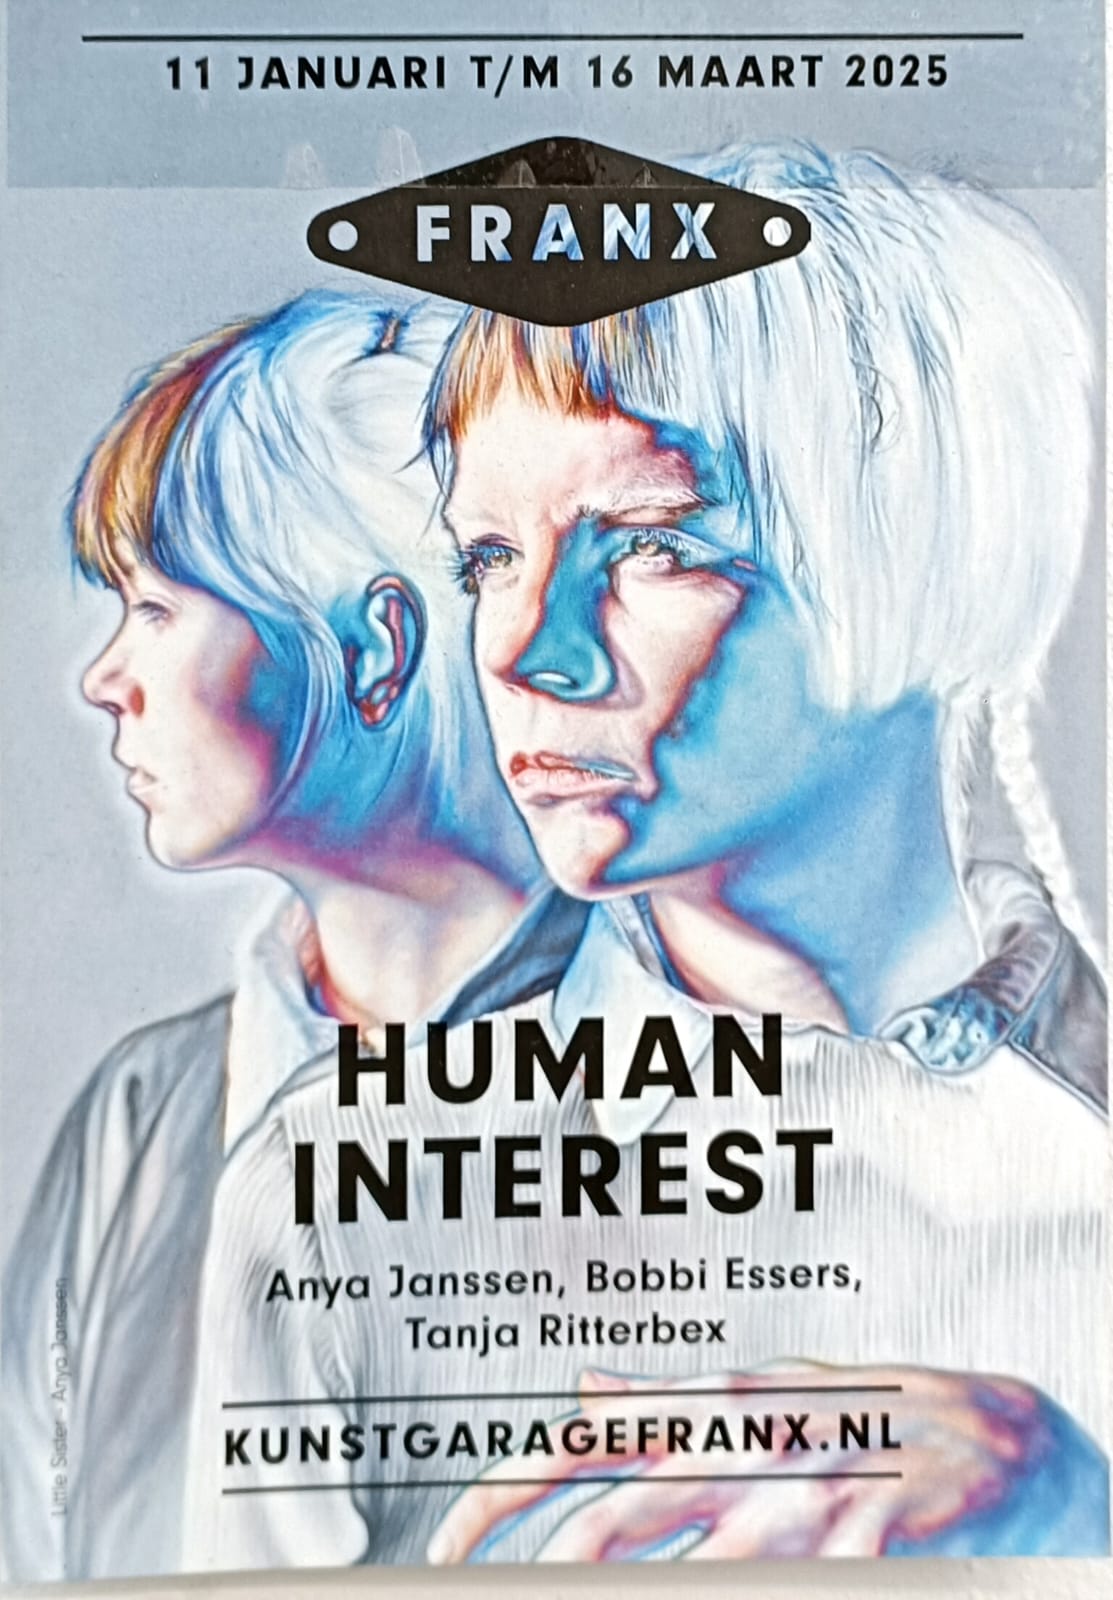 11 JANUARI T/M 16 MAART 2025
FRANX
HUMAN
INTEREST
Anya Janssen, Bobbi Essers,
Tanja Ritterbex
KUNSTGARAGEFRANX.NL
Little Sister - Anya Janssen